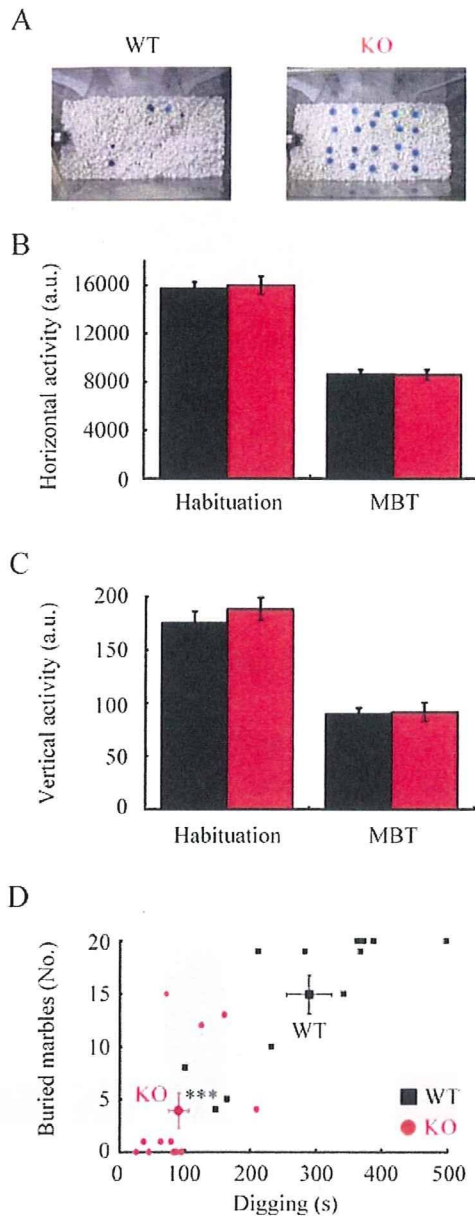 A
WT
KO
B
Horizontal activity (a.u.)
16000
12000
8000
4000
0
Habituation
MBT
C
Vertical activity (a.u.)
200
150
100
50
0
Habituation
MBT
D
Buried marbles (No.)
20
15
10
5
0
WT
KO
***
WT
KO
0
100
200
300
400
500
Digging (s)